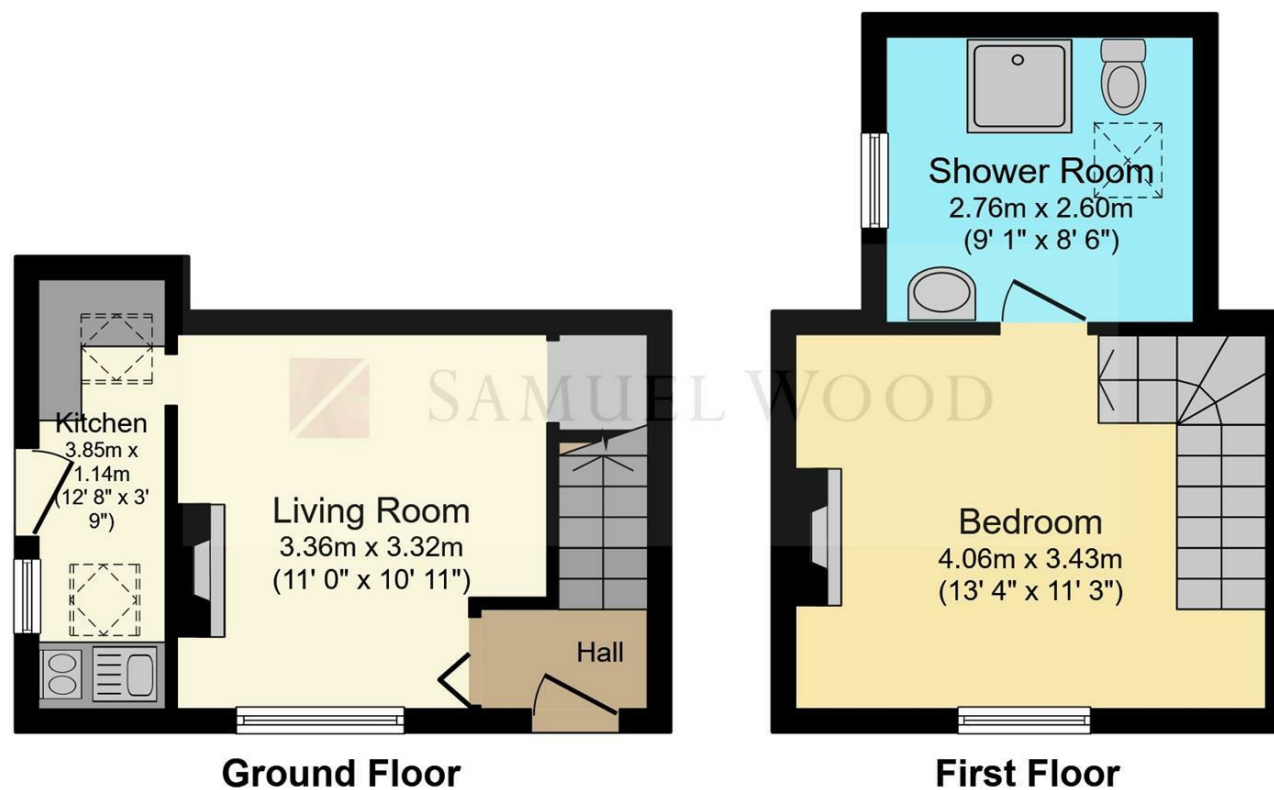 Shower Room
2.76m x 2.60m
(9' 1" x 8' 6")
SAMUEL WOOD
Kitchen
3.85m x
1.14m
(12' 8" x 3'
9")
Living Room
3.36m x 3.32m
(11' 0" x 10' 11")
Hall
Bedroom
4.06m x 3.43m
(13' 4" x 11' 3")
Ground Floor
First Floor